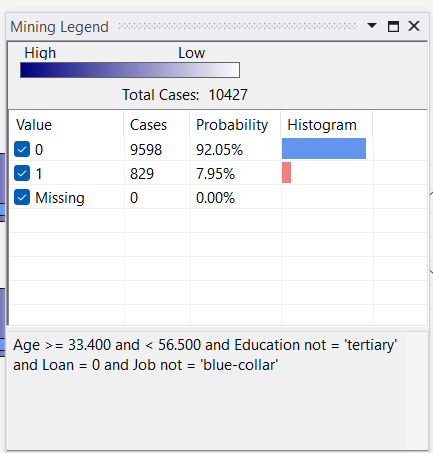 Mining Legend
High Low
Total Cases: 10427
Value Cases Probability Histogram
0 9598 92.05%
1 829 7.95%
Missing 0 0.00%
Age >= 33.400 and < 56.500 and Education not = 'tertiary'
and Loan = 0 and Job not = 'blue-collar'